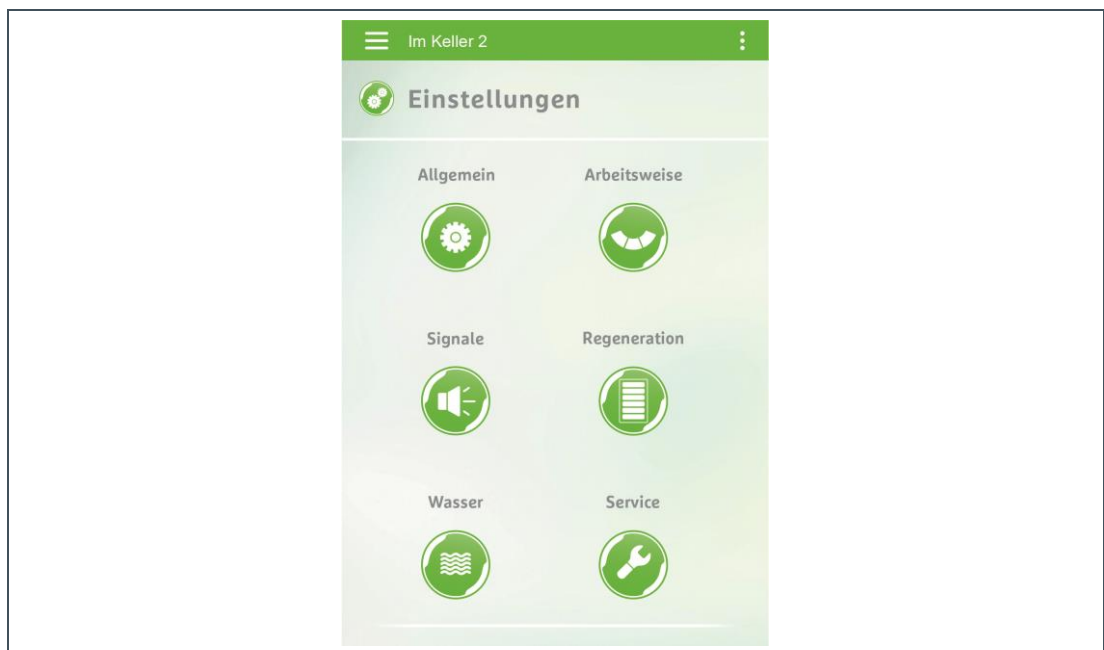 Im Keller 2
Einstellungen
Allgemein Arbeitsweise
Signale Regeneration
Wasser Service